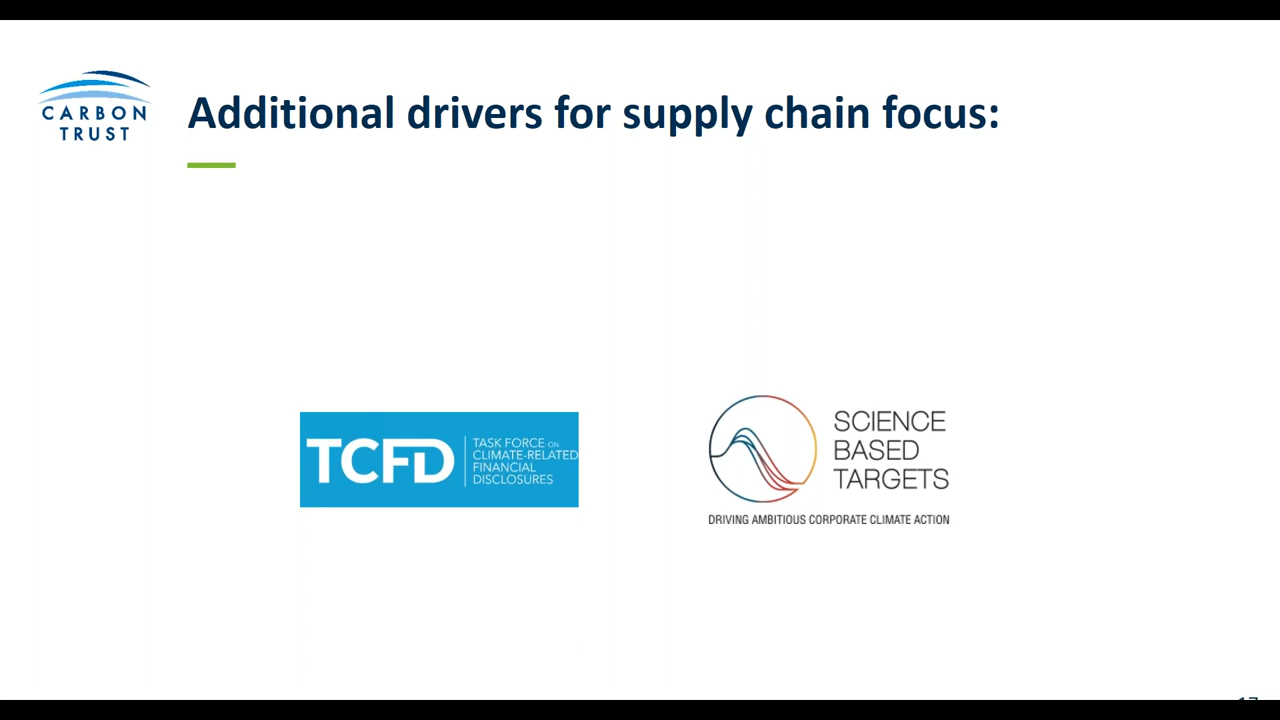 CARBON
TRUST
Additional drivers for supply chain focus:
TCFD
TASK FORCE ON
CLIMATE-RELATED
FINANCIAL
DISCLOSURES
SCIENCE
BASED
TARGETS
DRIVING AMBITIOUS CORPORATE CLIMATE ACTION